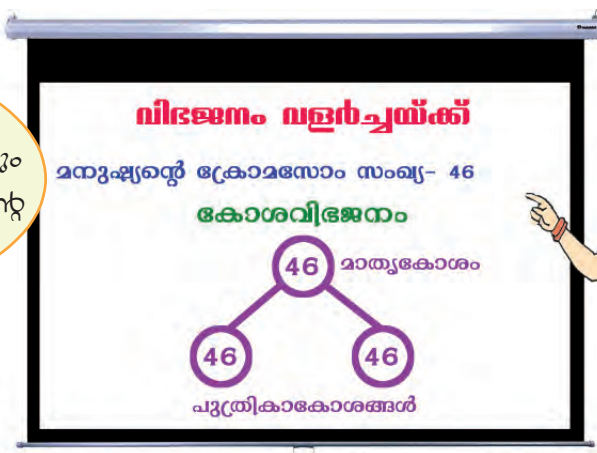 വിഭജനം വളർച്ചയ്ക്ക്
മനുഷ്യന്റെ ക്രോമസോം സംഖ്യ- 46
കോശവിഭജനം
46 മാതൃകോശം
46 46
പുത്രികാകോശങ്ങൾ